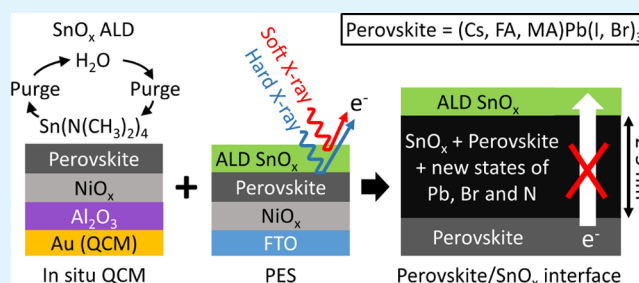 SnOₓ ALD
H₂O
Purge
Purge
Sn(N(CH₃)₂)₄
Perovskite
NiOₓ
Al₂O₃
Au (QCM)
In situ QCM
+
Soft X-ray
Hard X-ray
e⁻
ALD SnOₓ
Perovskite
NiOₓ
FTO
PES
Perovskite = (Cs, FA, MA)Pb(I, Br)₃
ALD SnOₓ
SnOₓ + Perovskite
+ new states of
Pb, Br and N
Perovskite
e⁻
Perovskite/SnOₓ interface